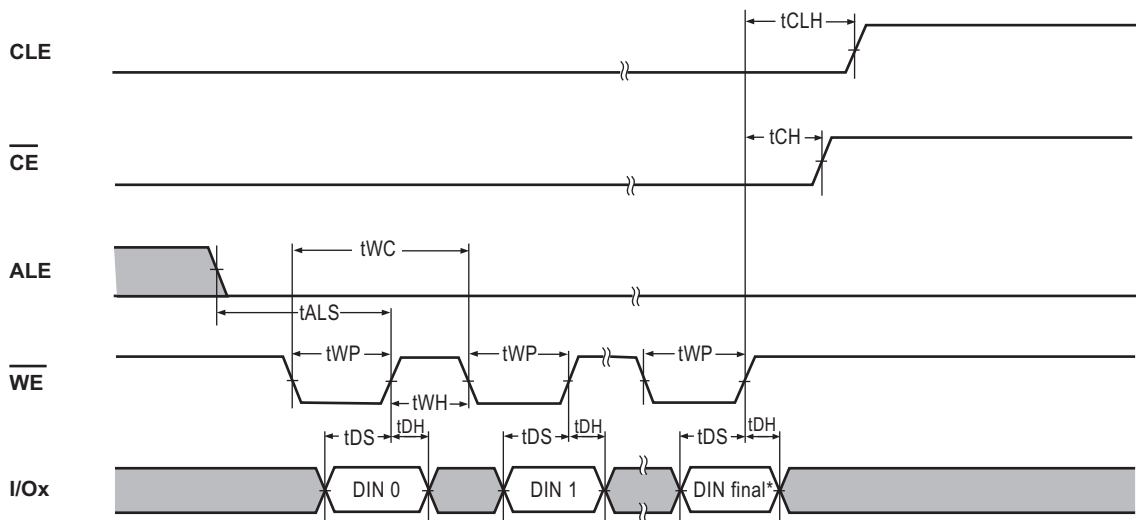 tCLH
CLE
tCH
CE
tWC
ALE
tALS
tWP tWP tWP
WE
tWH
tDS tDH tDS tDH tDS tDH
I/Ox DIN 0 DIN 1 DIN final*